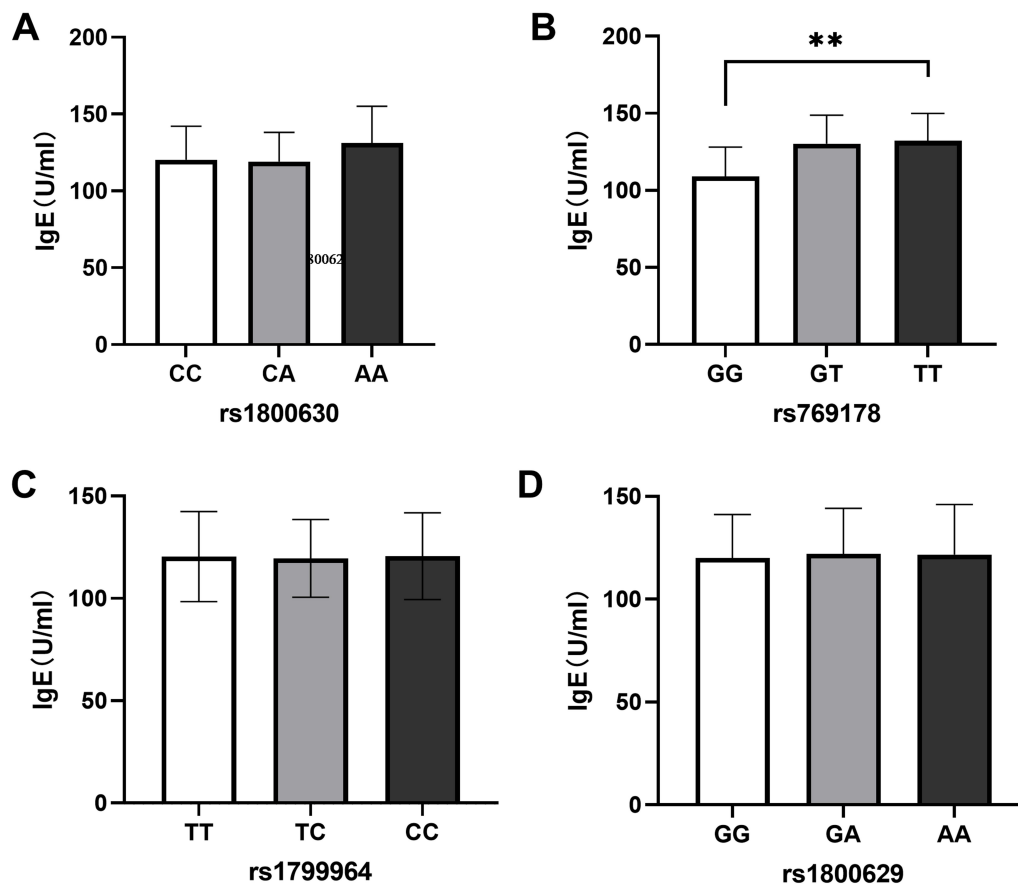 A
200
150
100
50
0
IgE（U/ml）
80062
CC CA AA
rs1800630
B
200
150
100
50
0
IgE（U/ml）
**
GG GT TT
rs769178
C
150
100
50
0
IgE（U/ml）
TT TC CC
rs1799964
D
150
100
50
0
IgE（U/ml）
GG GA AA
rs1800629